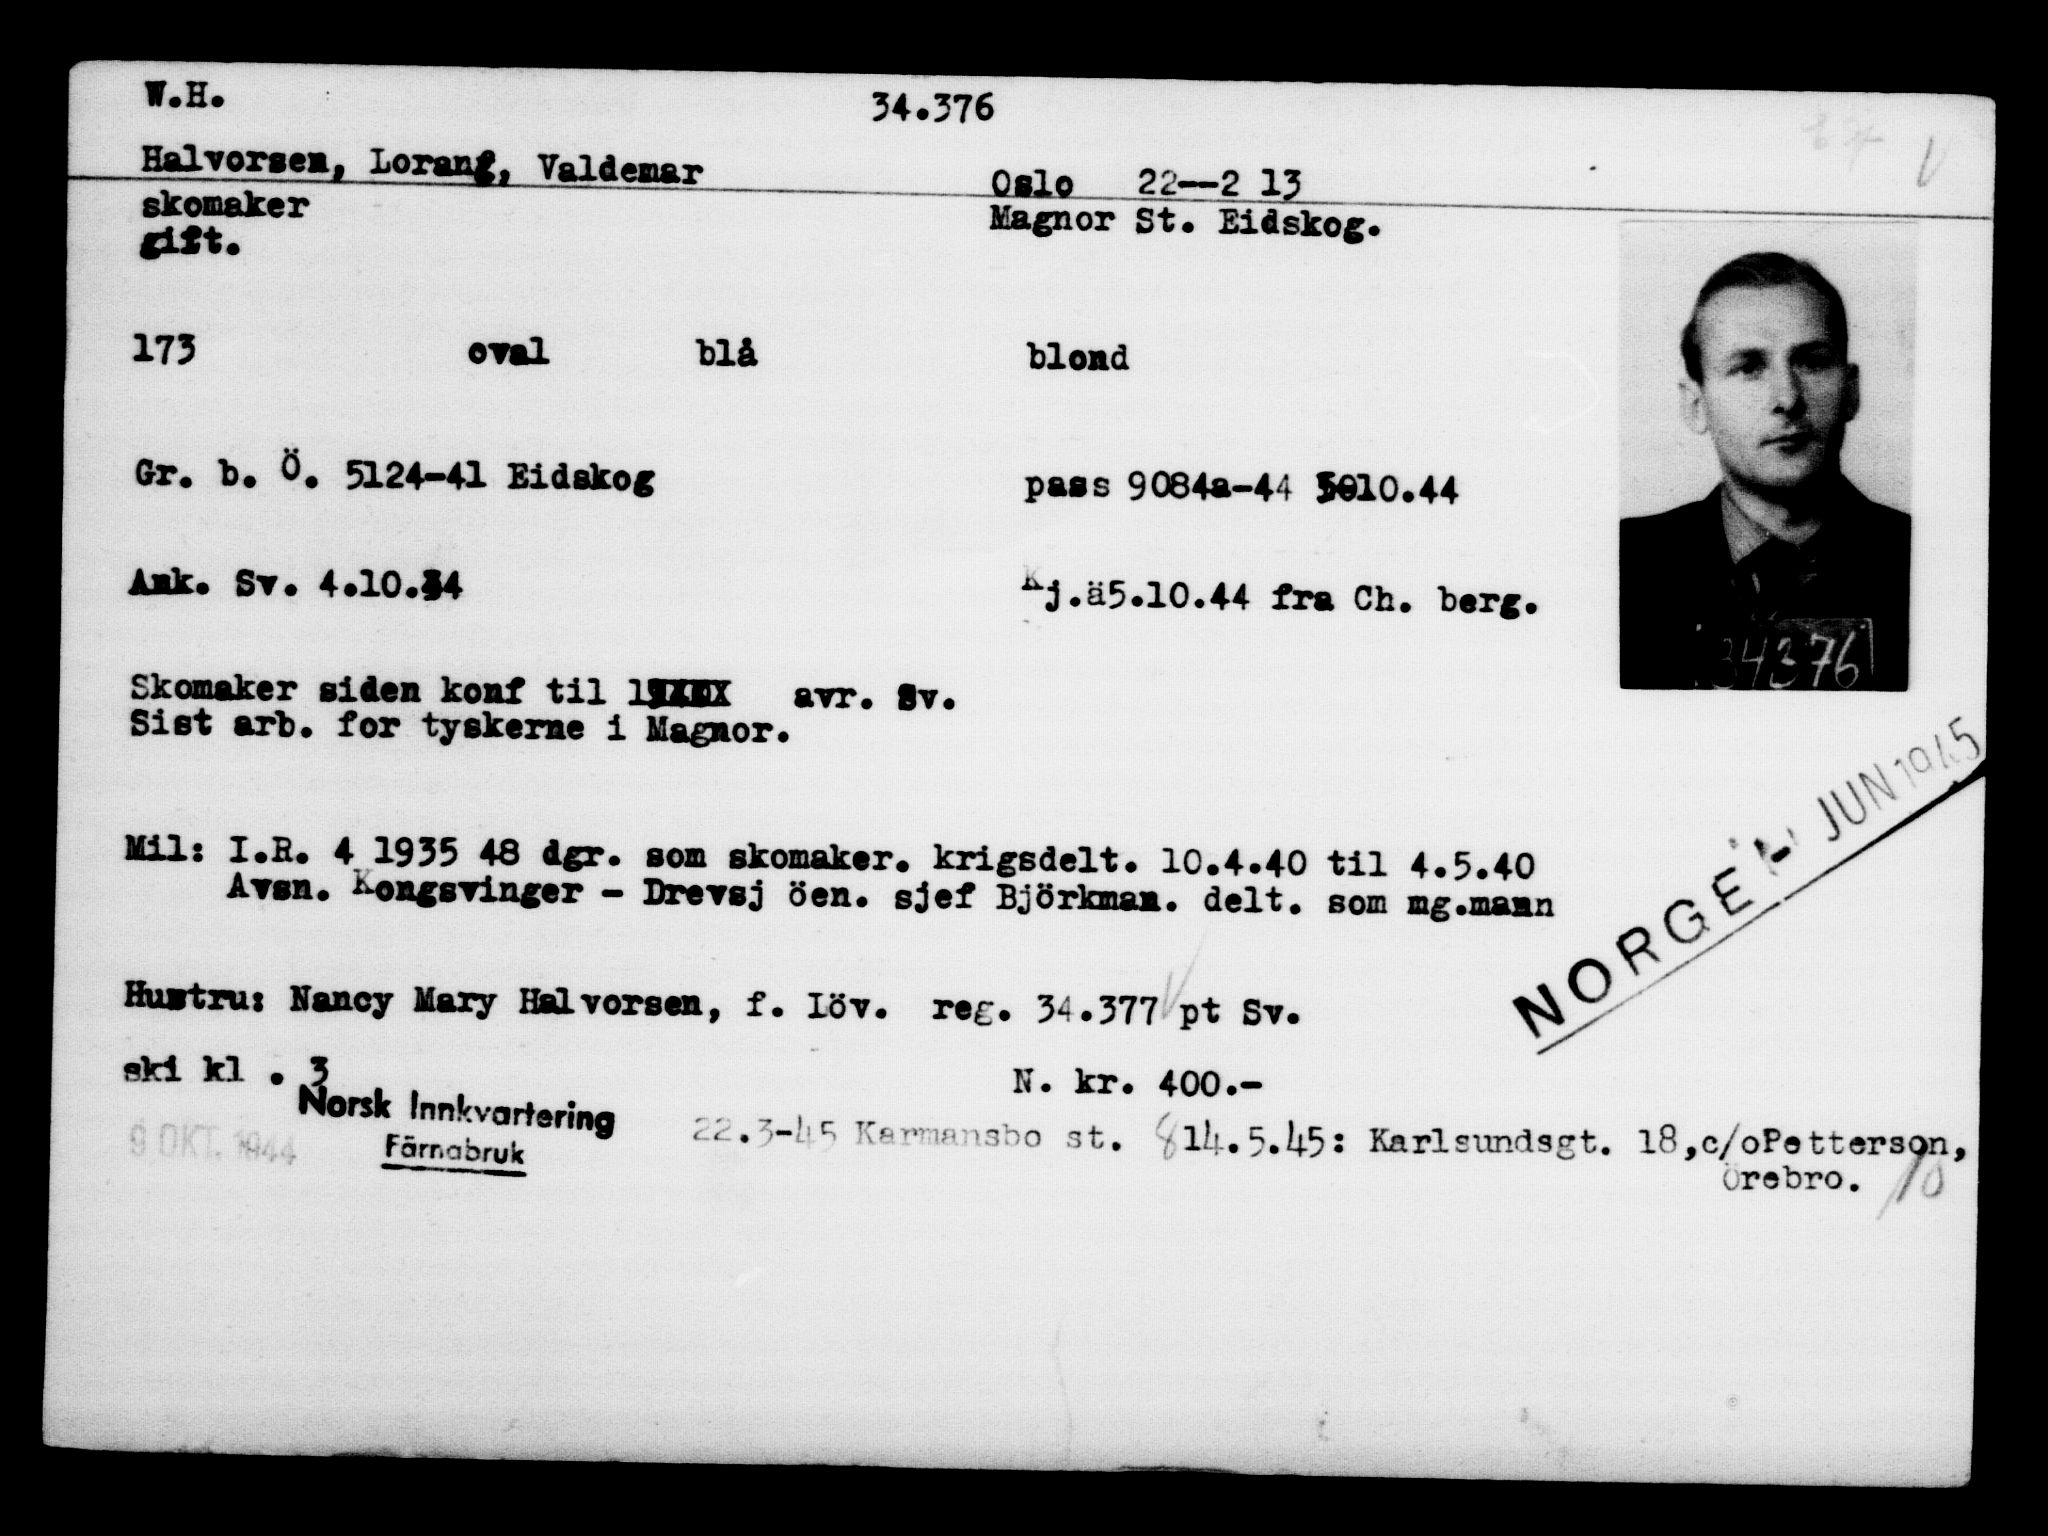 W.H.
34.376
Halvorsen, Lorang, Valdemar
Oslo 22--2 13
skomaker
Magnor St. Eidskog.
gift.
173 oval blå blond
Gr. b. Ö. 5124-41 Eidskog
pass 9084a-44 10.44
Ank. Sv. 4.10.44
Kj.ä5.10.44 fra Ch. berg.
34376
Skomaker siden konf til avr. Sv.
Sist arb. for tyskerne i Magnor.
Mil: I.R. 4 1935 48 dgr. som skomaker. krigsdelt. 10.4.40 til 4.5.40
Avsn. Kongsvinger - Drevsj öen. sjef Björkman. delt. som mg.mann
NORGE - JUN 1945
Hustru: Nancy Mary Halvorsen, f. Löv. reg. 34.377 pt Sv.
ski kl . 3
N. kr. 400.-
Norsk Innkvartering
Färnabruk
9 OKT. 1944
22.3-45 Karmansbo st. 8 14.5.45: Karlsundsgt. 18,c/oPetterson,
Örebro. 10